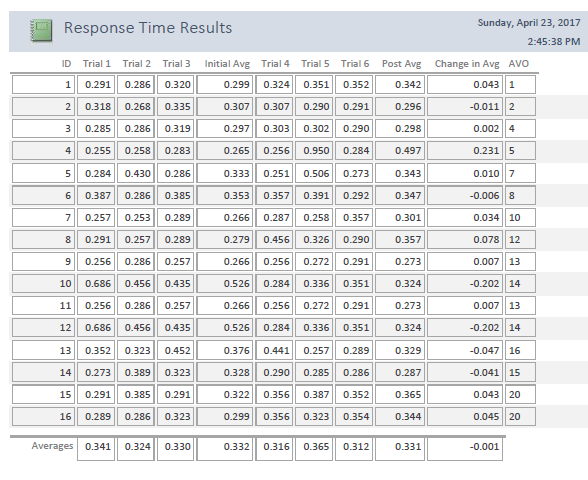 Response Time Results
Sunday, April 23, 2017
2:45:38 PM
ID Trial 1 Trial 2 Trial 3 Initial Avg Trial 4 Trial 5 Trial 6 Post Avg Change in Avg AVO
1 0.291 0.286 0.320 0.299 0.324 0.351 0.352 0.342 0.043 1
2 0.318 0.268 0.335 0.307 0.307 0.290 0.291 0.296 -0.011 2
3 0.285 0.286 0.319 0.297 0.303 0.302 0.290 0.298 0.002 4
4 0.255 0.258 0.283 0.265 0.256 0.950 0.284 0.497 0.231 5
5 0.284 0.430 0.286 0.333 0.251 0.506 0.273 0.343 0.010 7
6 0.387 0.286 0.385 0.353 0.357 0.391 0.292 0.347 -0.006 8
7 0.257 0.253 0.289 0.266 0.287 0.258 0.357 0.301 0.034 10
8 0.291 0.257 0.289 0.279 0.456 0.326 0.290 0.357 0.078 12
9 0.256 0.286 0.257 0.266 0.256 0.272 0.291 0.273 0.007 13
10 0.686 0.456 0.435 0.526 0.284 0.336 0.351 0.324 -0.202 14
11 0.256 0.286 0.257 0.266 0.256 0.272 0.291 0.273 0.007 13
12 0.686 0.456 0.435 0.526 0.284 0.336 0.351 0.324 -0.202 14
13 0.352 0.323 0.452 0.376 0.441 0.257 0.289 0.329 -0.047 16
14 0.273 0.389 0.323 0.328 0.290 0.285 0.286 0.287 -0.041 15
15 0.291 0.385 0.291 0.322 0.356 0.387 0.352 0.365 0.043 20
16 0.289 0.286 0.323 0.299 0.356 0.323 0.354 0.344 0.045 20
Averages 0.341 0.324 0.330 0.332 0.316 0.365 0.312 0.331 -0.001